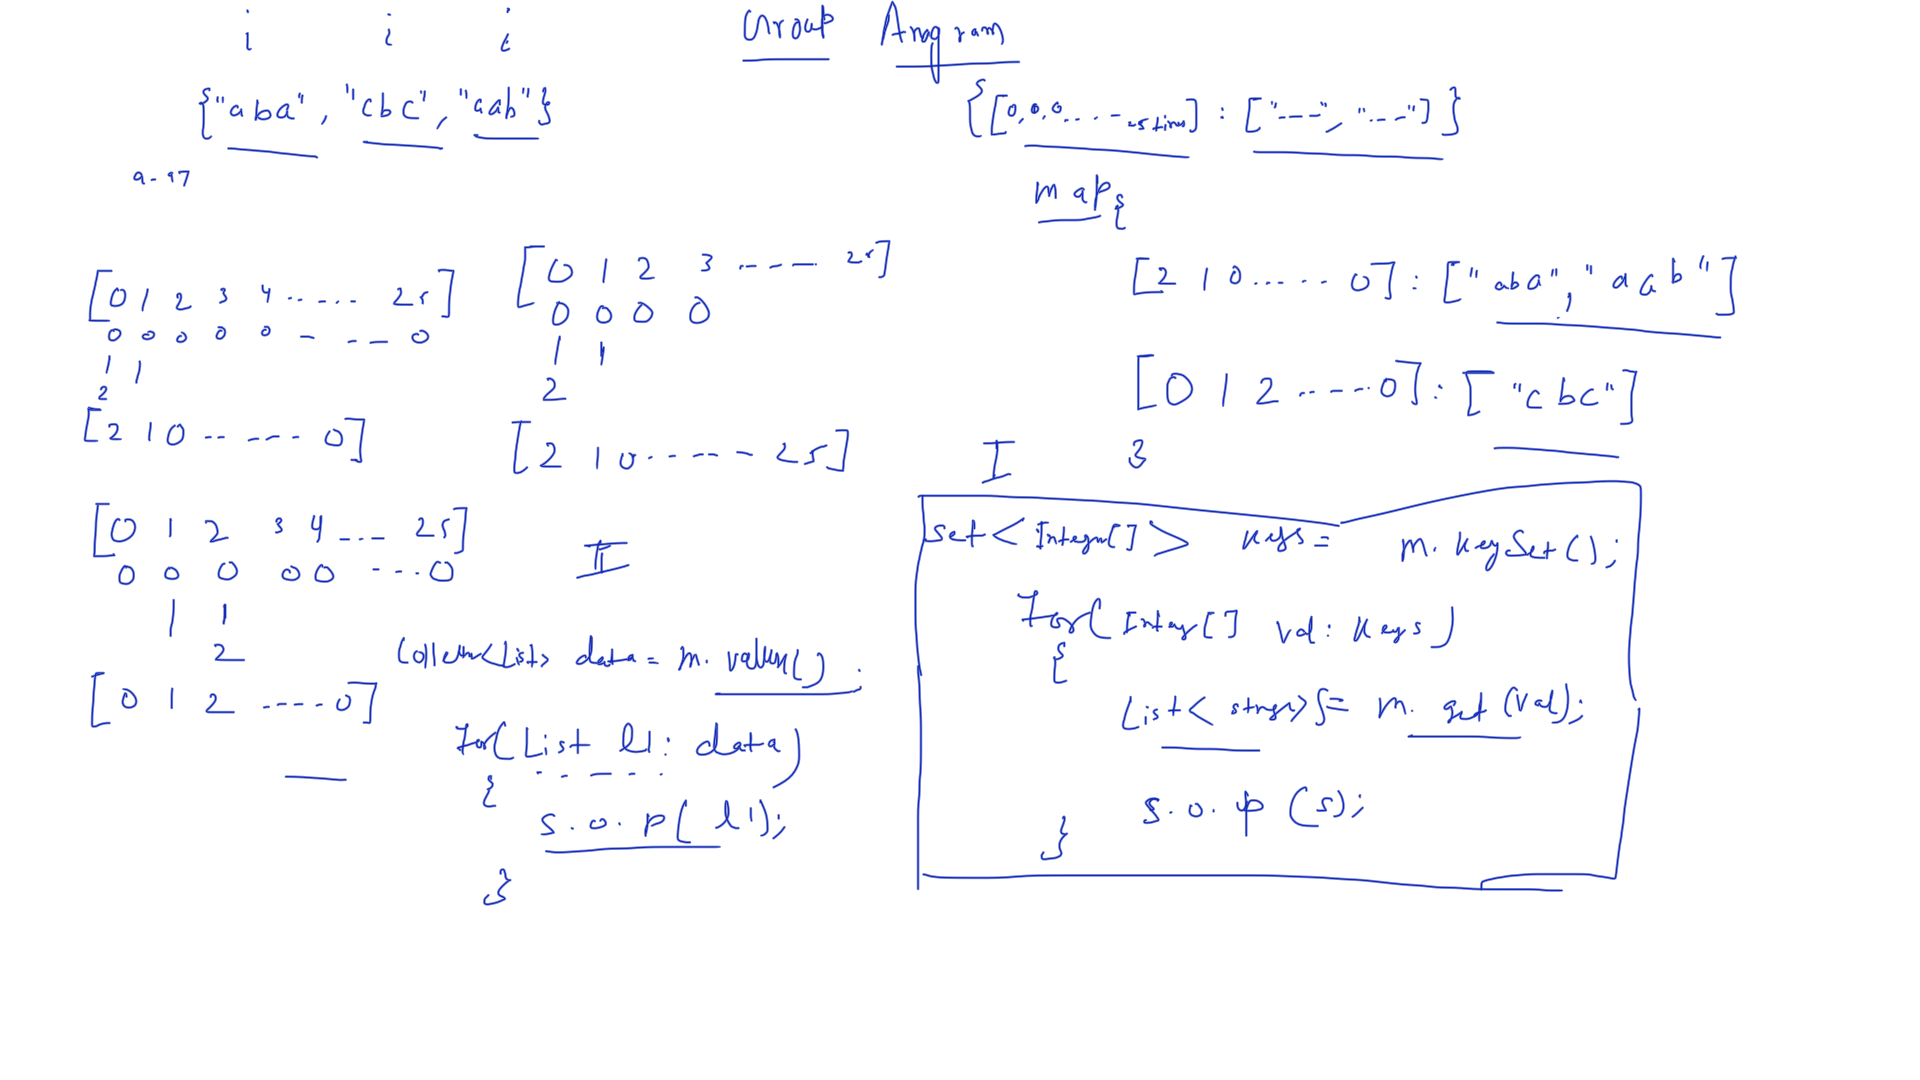 i i i
Group Anagram
{"aba", "cbc", "aab"}
{[0,0,0....-25 times] : ["---", "---"]}
a-97
map{
[2 1 0..... 0] : ["aba", "aab"]
[0 1 2 -----0] : ["cbc"]
}
[0 1 2 3 4 ..-... 25]
0 0 0 0 0 - -- 0
1 1
2
[2 1 0 -- ---- 0]
[0 1 2 3 ----- 25]
0 0 0 0
1 1
2
[2 1 0 ------ 25]
[0 1 2 3 4 ---- 25]
0 0 0 0 0 ---0
1 1
2
[0 1 2 ----0]
I
Set<Integer[]> keys = m.keySet();
for(Integer[] val: keys)
{
List<String>s= m.get(val);
s.o.p(s);
}
II
Collection<List> data = m.values();
for(List l1: data)
{
s.o.p(l1);
}